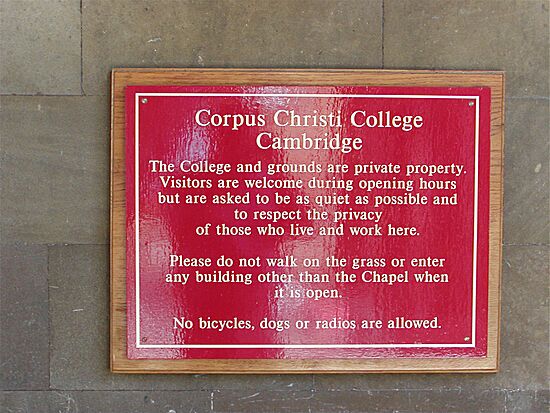 Corpus Christi College
Cambridge
The College and grounds are private property.
Visitors are welcome during opening hours
but are asked to be as quiet as possible and
to respect the privacy
of those who live and work here.
Please do not walk on the grass or enter
any building other than the Chapel when
it is open.
No bicycles, dogs or radios are allowed.